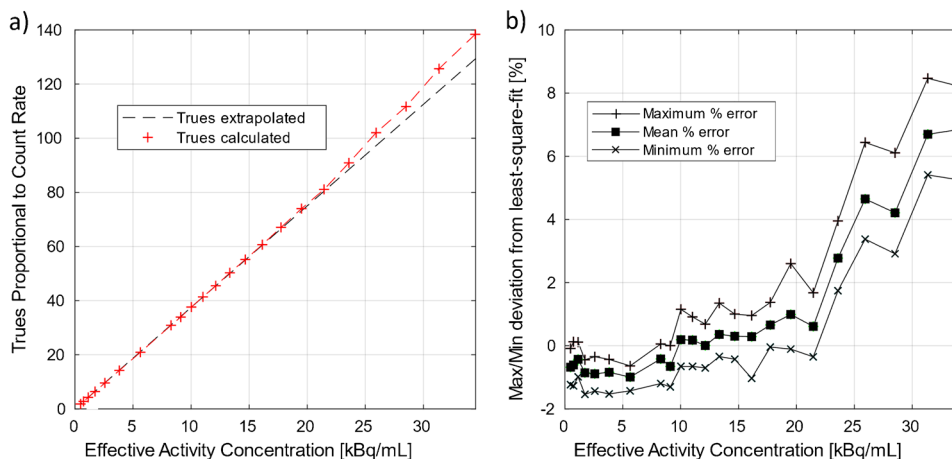 a)
Trues Proportional to Count Rate
140
120
100
80
60
40
20
0
Trues extrapolated
Trues calculated
0 5 10 15 20 25 30
Effective Activity Concentration [kBq/mL]
b)
Max/Min deviation from least-square-fit [%]
10
8
6
4
2
0
-2
Maximum % error
Mean % error
Minimum % error
0 5 10 15 20 25 30
Effective Activity Concentration [kBq/mL]